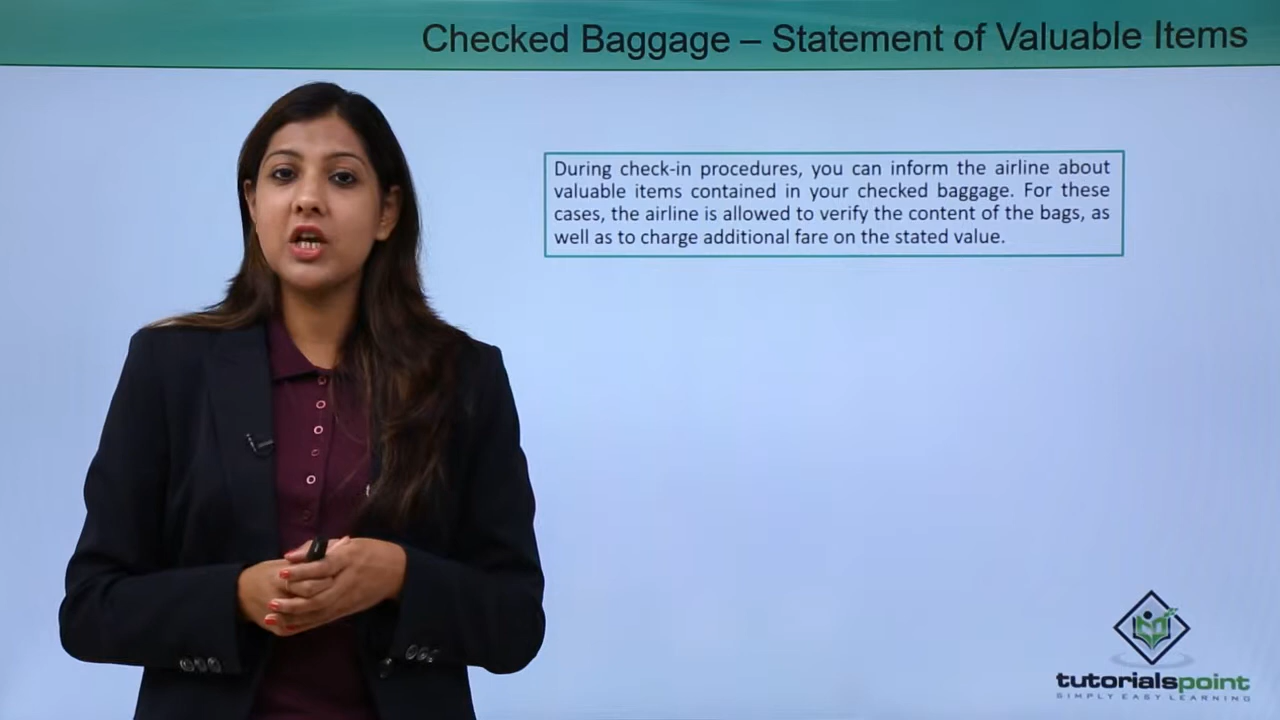 Checked Baggage – Statement of Valuable Items
During check-in procedures, you can inform the airline about
valuable items contained in your checked baggage. For these
cases, the airline is allowed to verify the content of the bags, as
well as to charge additional fare on the stated value.
tutorialspoint
SIMPLY EASY LEARNING